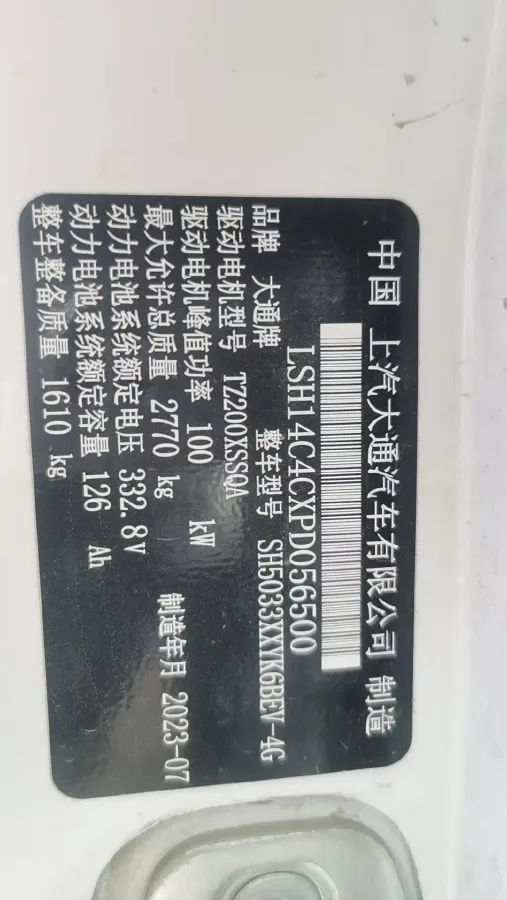 中国 上汽大通汽车有限公司 制造
LSH14C4CXPD056500
品牌 大通牌 整车型号 SH5033XXYK6BEV-4G
驱动电机型号 TZ200XSSQA
驱动电机峰值功率 100 kW
最大允许总质量 2770 kg 制造年月 2023-07
动力电池系统额定电压 332.8V
动力电池系统额定容量 126 Ah
整车整备质量 1610 kg